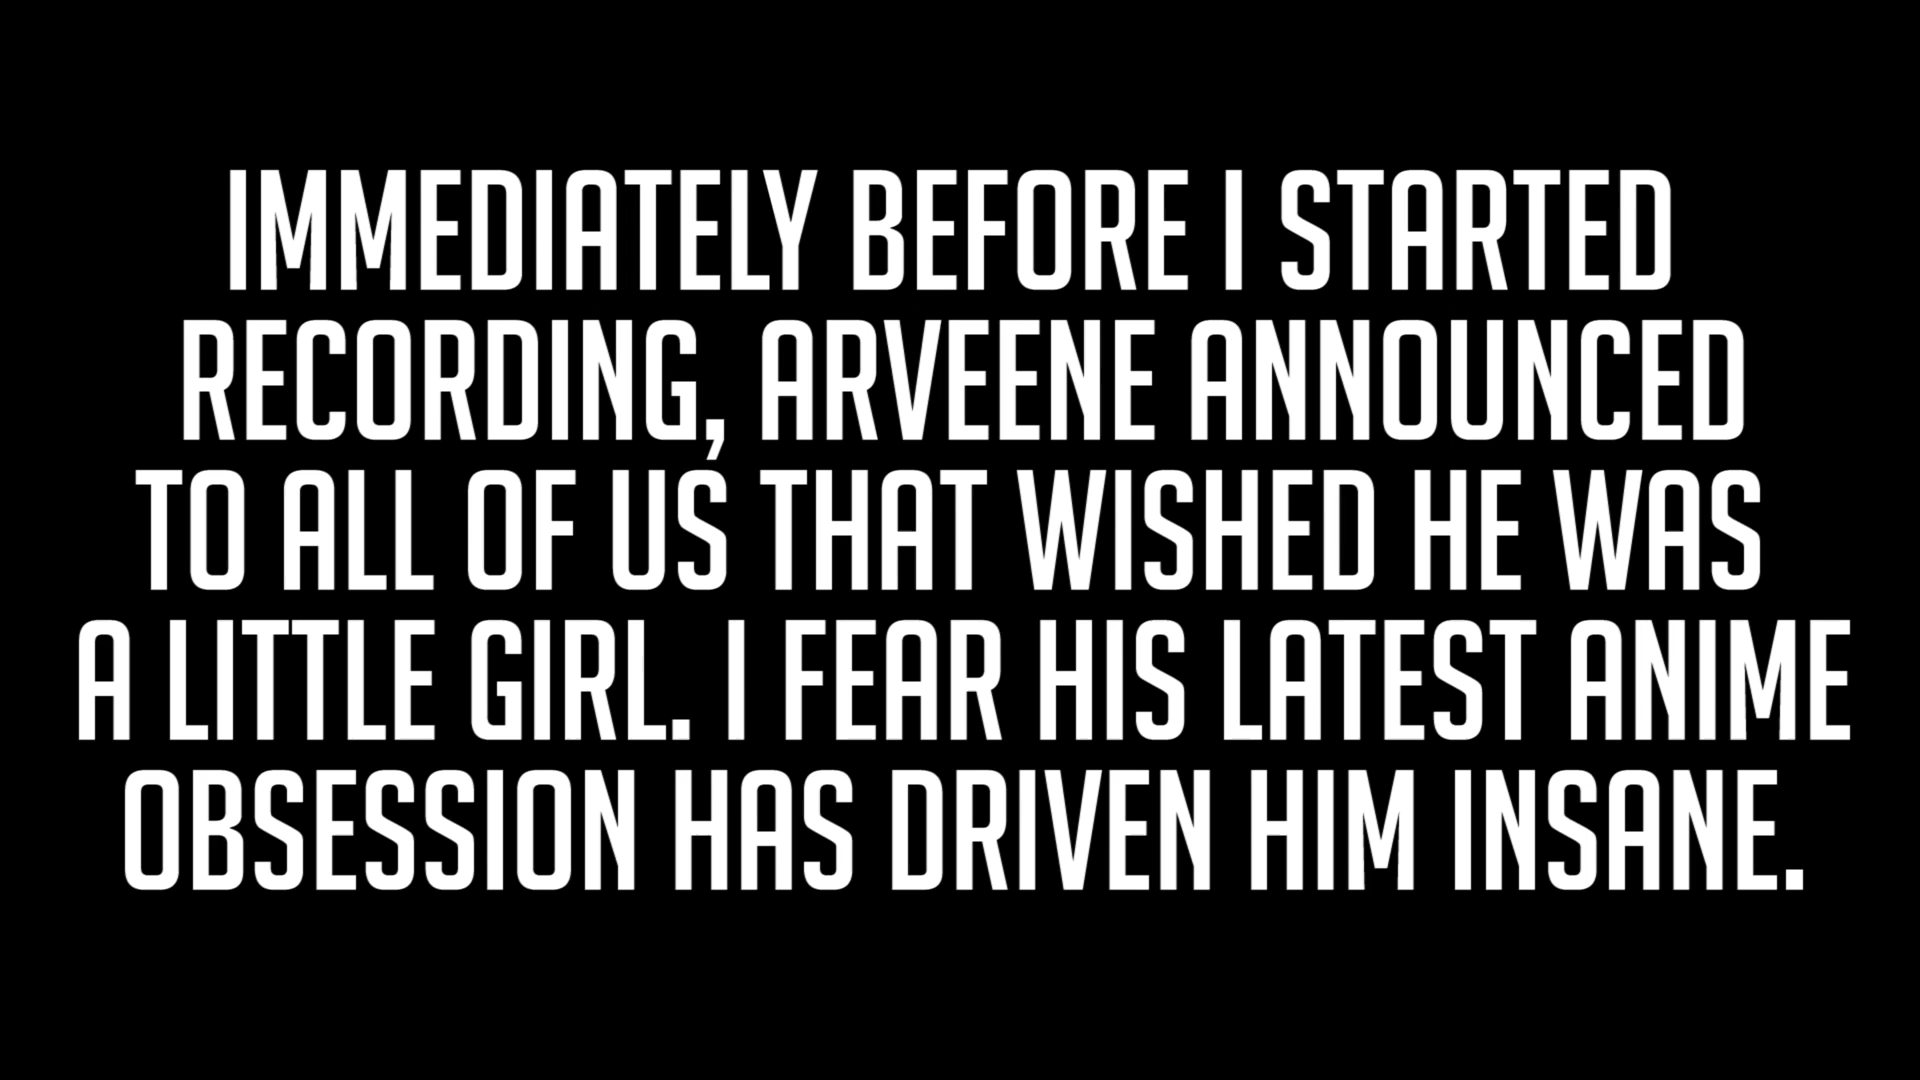 IMMEDIATELY BEFORE I STARTED
RECORDING, ARVEENE ANNOUNCED
TO ALL OF US THAT WISHED HE WAS
A LITTLE GIRL. I FEAR HIS LATEST ANIME
OBSESSION HAS DRIVEN HIM INSANE.